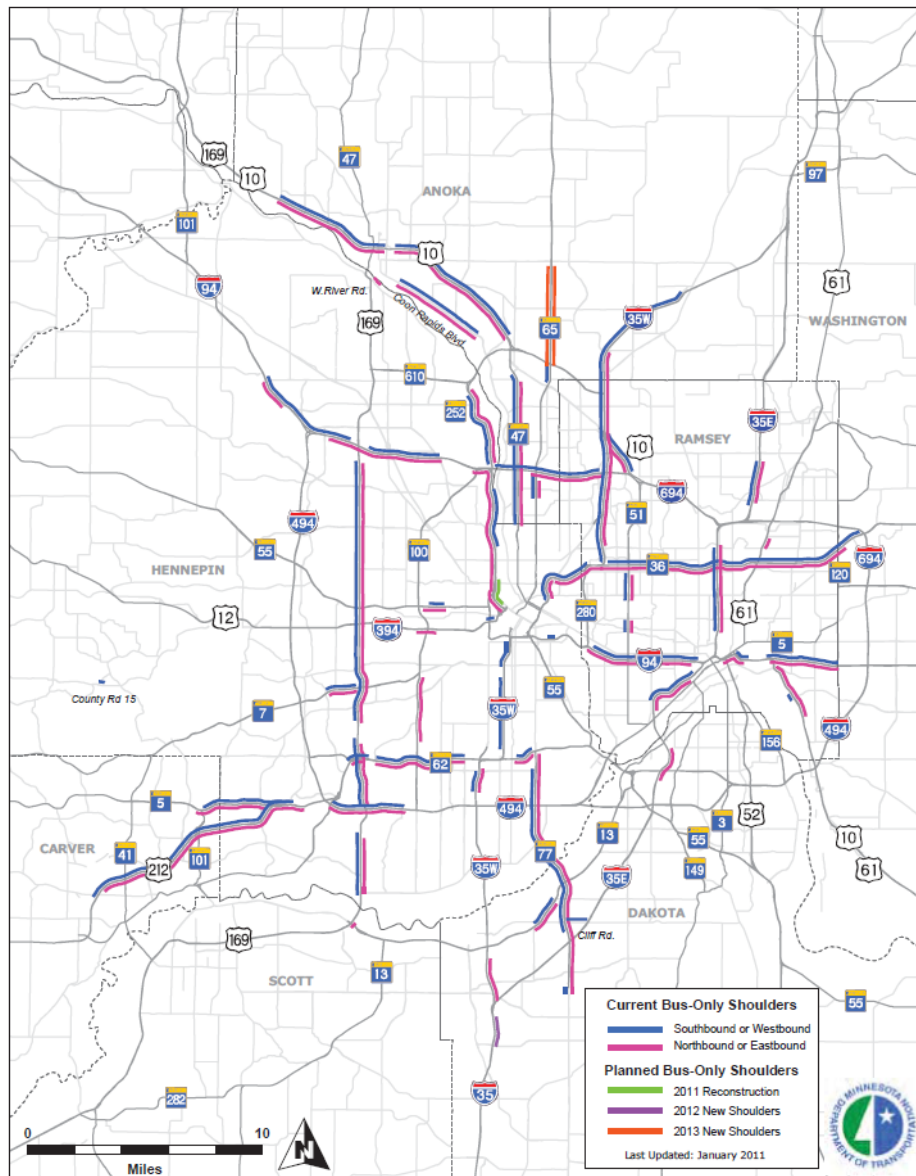 169
10
47
ANOKA
97
101
10
61
94
W.River Rd.
Coon Rapids Blvd.
35W
WASHINGTON
169
65
610
252
47
RAMSEY
35E
10
694
51
494
55
100
HENNEPIN
36
694
120
12
280
61
394
5
94
County Rd 15
7
55
35W
494
156
62
5
494
52
CARVER
13
3
41
212
101
77
55
10
35W
35E
149
61
DAKOTA
169
Cliff Rd.
SCOTT
13
55
Current Bus-Only Shoulders
Southbound or Westbound
Northbound or Eastbound
Planned Bus-Only Shoulders
2011 Reconstruction
2012 New Shoulders
2013 New Shoulders
Last Updated: January 2011
35
282
0
10
N
Miles
MINNESOTA
DEPARTMENT OF TRANSPORTATION